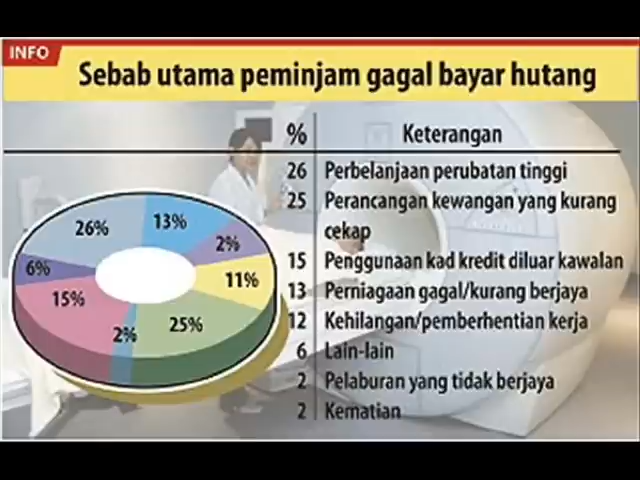 INFO
Sebab utama peminjam gagal bayar hutang
% Keterangan
26 Perbelanjaan perubatan tinggi
25 Perancangan kewangan yang kurang
cekap
15 Penggunaan kad kredit diluar kawalan
13 Perniagaan gagal/kurang berjaya
12 Kehilangan/pemberhentian kerja
6 Lain-lain
2 Pelaburan yang tidak berjaya
2 Kematian
26% 13%
2%
6%
11%
15%
25%
2%